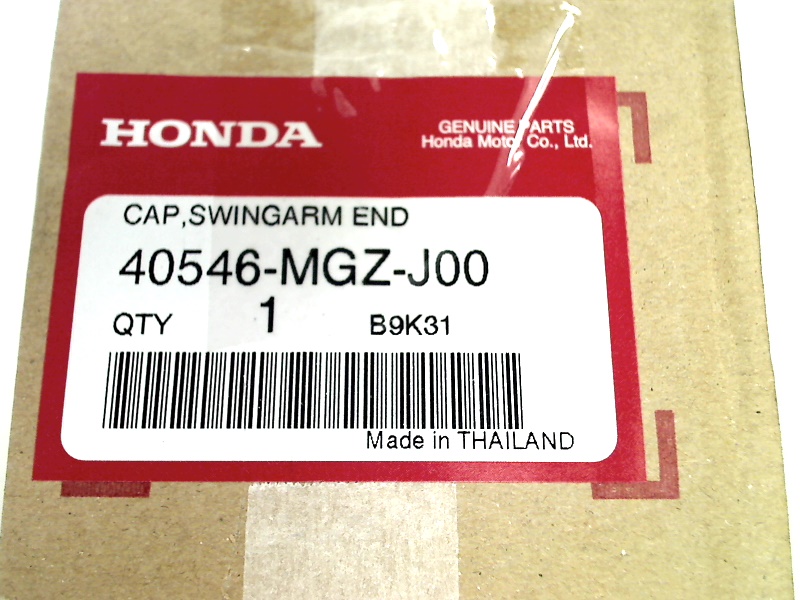 HONDA
GENUINE PARTS
Honda Motor Co., Ltd.
CAP,SWINGARM END
40546-MGZ-J00
QTY 1 B9K31
Made in THAILAND